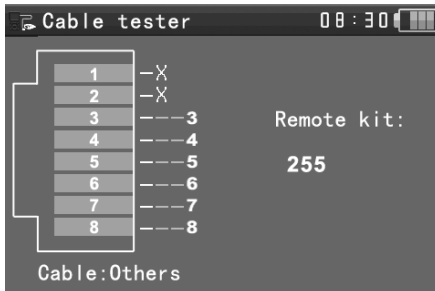 Cable tester 08:30
1 —X
2 —X
3 ————3
4 ————4
5 ————5
6 ————6
7 ————7
8 ————8
Remote kit:
255
Cable:Others